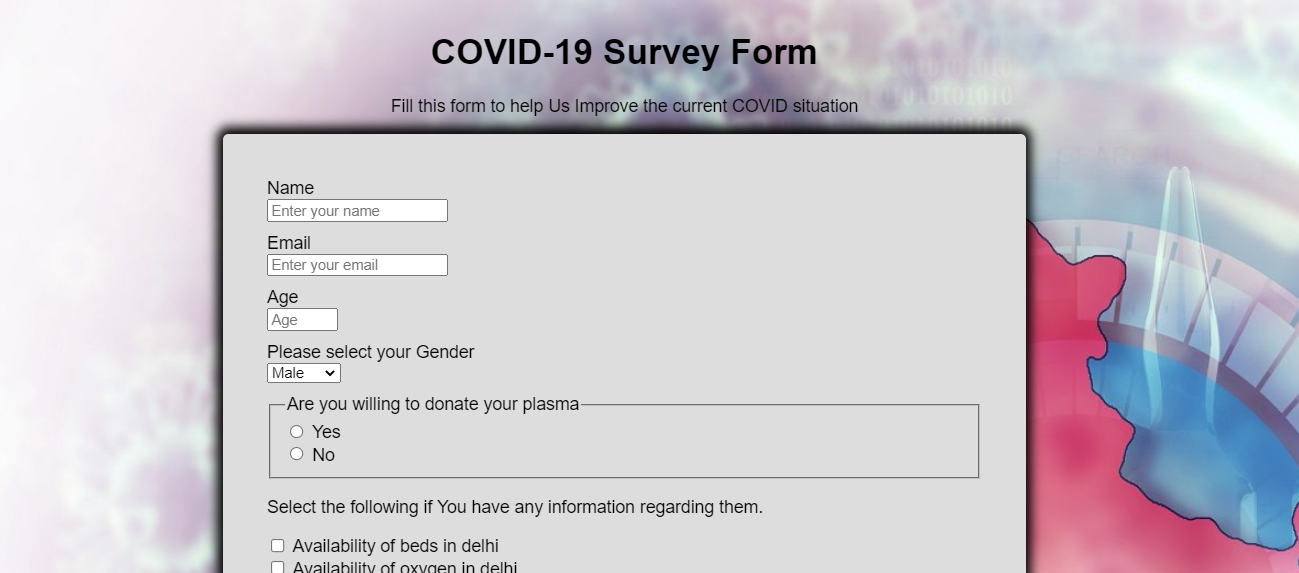 COVID-19 Survey Form
Fill this form to help Us Improve the current COVID situation
Name
Enter your name
Email
Enter your email
Age
Age
Please select your Gender
Male
Are you willing to donate your plasma
Yes
No
Select the following if You have any information regarding them.
Availability of beds in delhi
Availability of oxygen in delhi